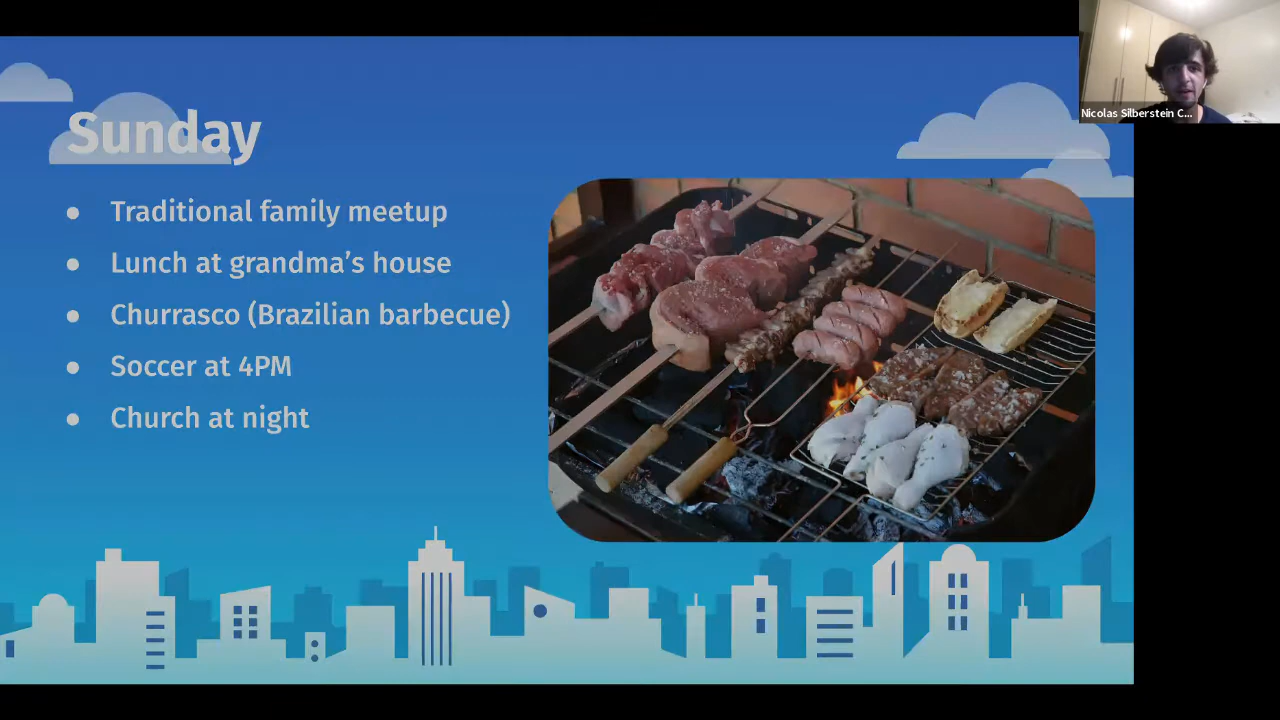 Sunday
● Traditional family meetup
● Lunch at grandma's house
● Churrasco (Brazilian barbecue)
● Soccer at 4PM
● Church at night
Nicolas Silberstein C...